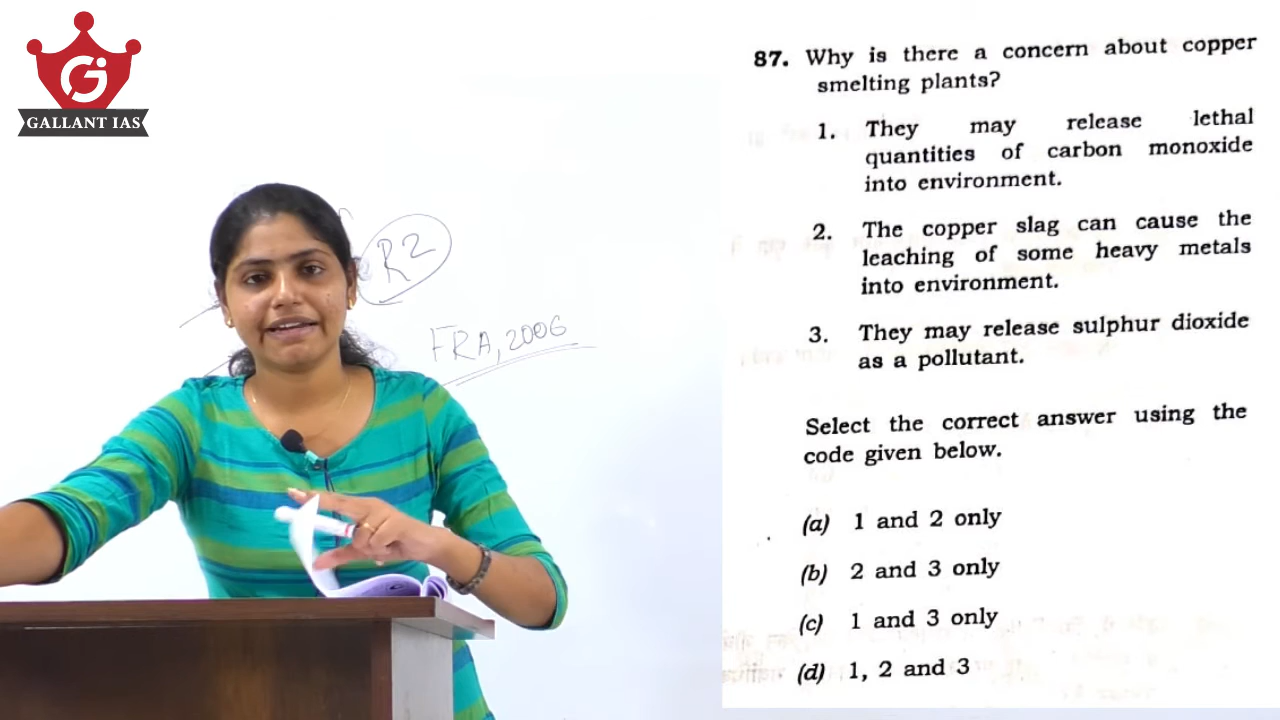 GALLANT IAS
R2
FRA, 2006
87. Why is there a concern about copper
smelting plants?
1. They may release lethal
quantities of carbon monoxide
into environment.
2. The copper slag can cause the
leaching of some heavy metals
into environment.
3. They may release sulphur dioxide
as a pollutant.
Select the correct answer using the
code given below.
(a) 1 and 2 only
(b) 2 and 3 only
(c) 1 and 3 only
(d) 1, 2 and 3